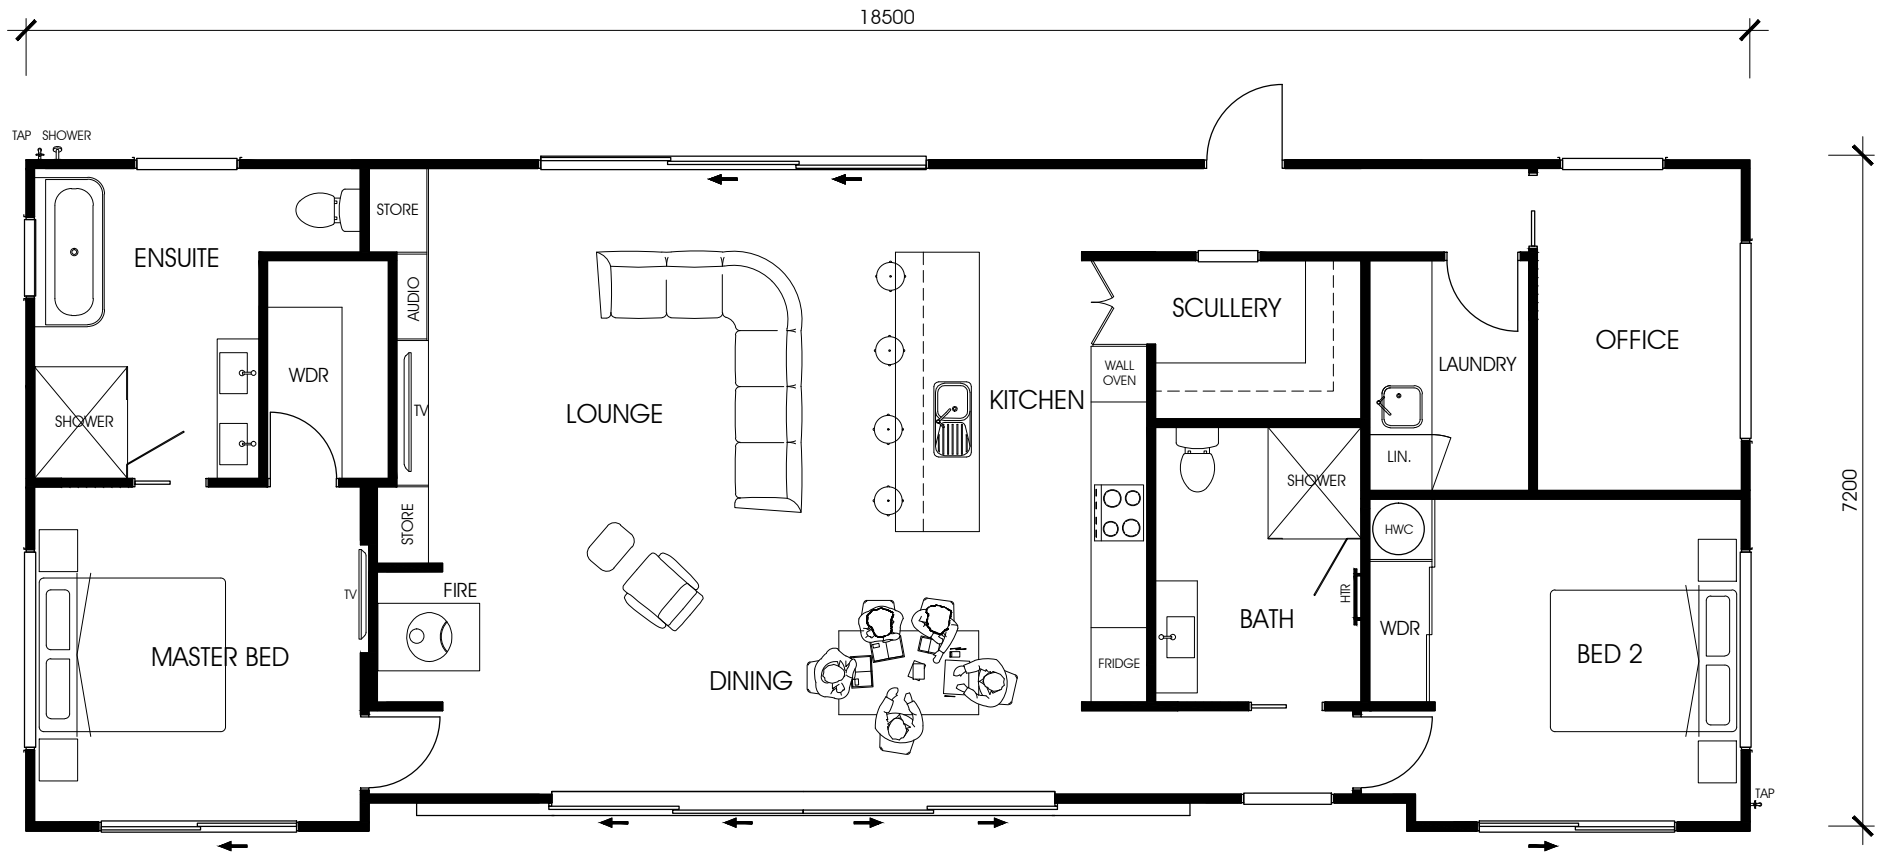 18500
TAP SHOWER
STORE
ENSUITE
AUDIO
SCULLERY
OFFICE
WALL
OVEN
LAUNDRY
WDR
KITCHEN
TV
LOUNGE
SHOWER
LIN.
SHOWER
7200
STORE
HWC
FIRE
TV
HTR
BATH
WDR
MASTER BED
BED 2
FRIDGE
DINING
TAP